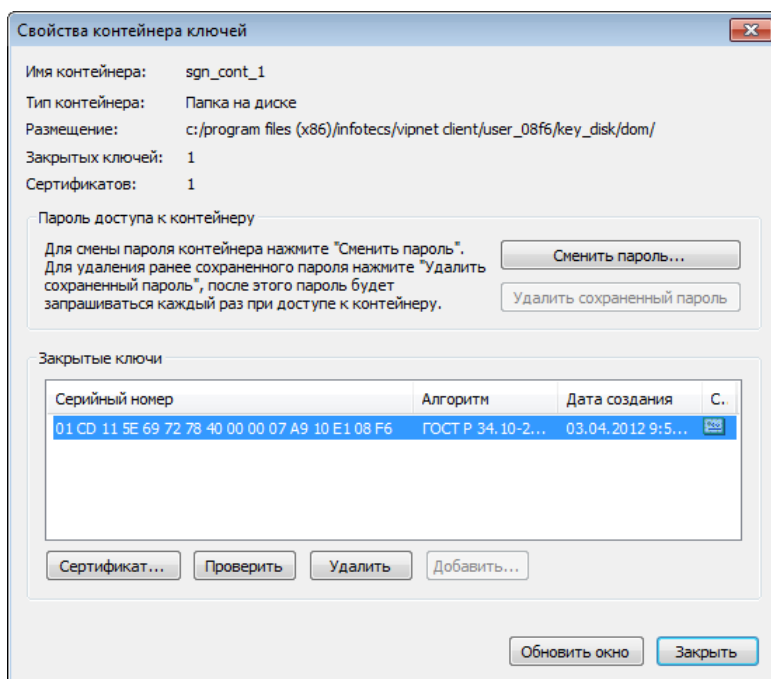 Свойства контейнера ключей
Имя контейнера: sgn_cont_1
Тип контейнера: Папка на диске
Размещение: c:/program files (x86)/infotecs/vipnet client/user_08f6/key_disk/dom/
Закрытых ключей: 1
Сертификатов: 1
Пароль доступа к контейнеру
Для смены пароля контейнера нажмите "Сменить пароль".
Для удаления ранее сохраненного пароля нажмите "Удалить
сохраненный пароль", после этого пароль будет
запрашиваться каждый раз при доступе к контейнеру.
Сменить пароль...
Удалить сохраненный пароль
Закрытые ключи
Серийный номер Алгоритм Дата создания С.
01 CD 11 5E 69 72 78 40 00 00 07 A9 10 E1 08 F6 ГОСТ Р 34.10-2... 03.04.2012 9:5...
Сертификат... Проверить Удалить Добавить...
Обновить окно Закрыть